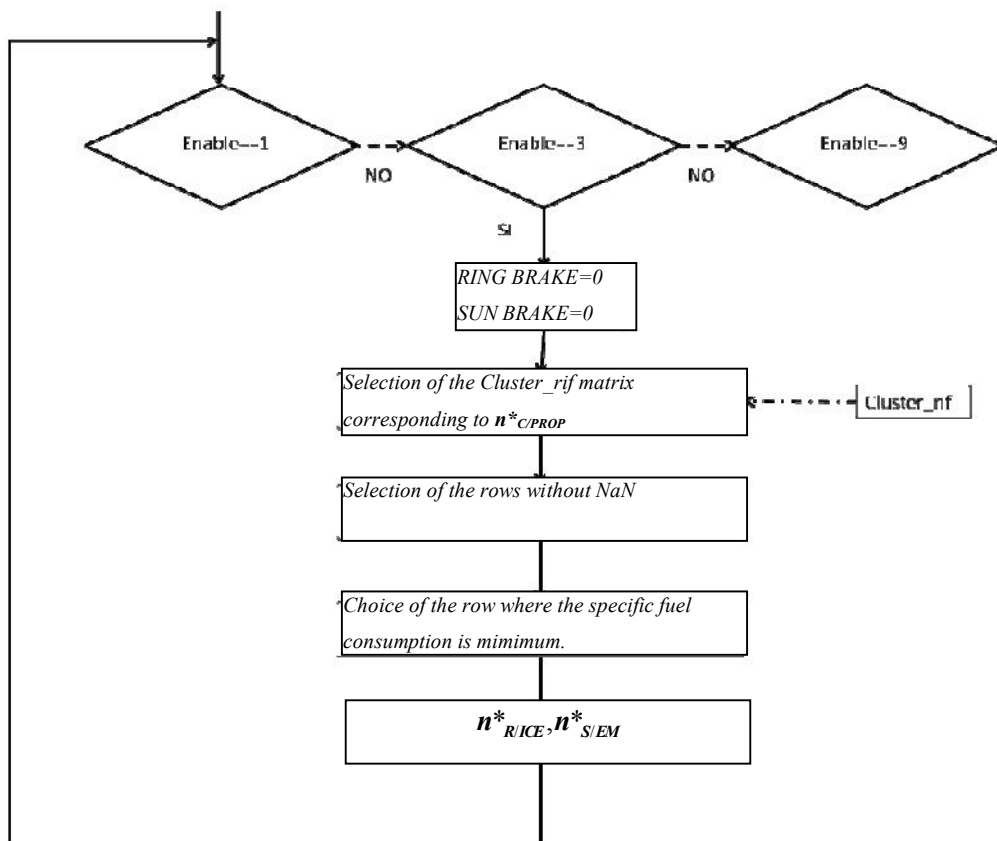 Enable--1
NO
Enable--3
NO
Enable--9
SI
RING BRAKE=0
SUN BRAKE=0
Selection of the Cluster_rif matrix
corresponding to n*C/PROP
Cluster_rif
Selection of the rows without NaN
Choice of the row where the specific fuel
consumption is mimimum.
n*R/ICE,n*S/EM